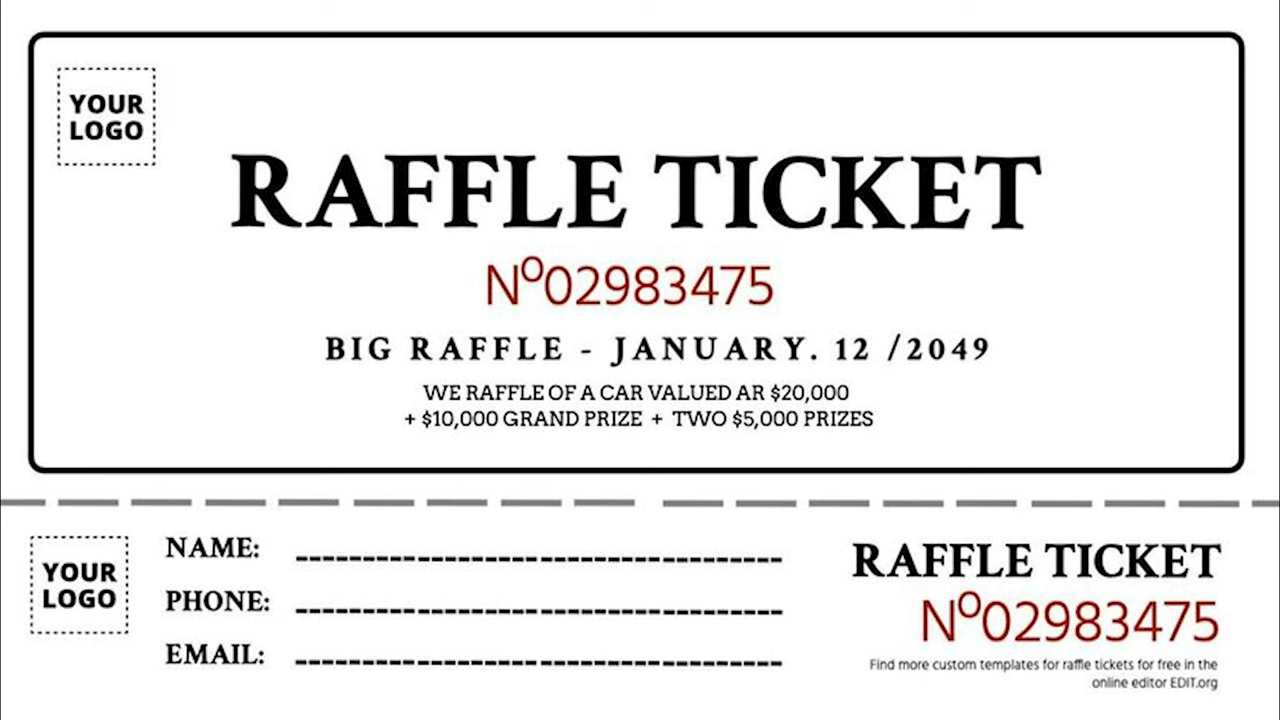 YOUR
LOGO
RAFFLE TICKET
Nº02983475
BIG RAFFLE - JANUARY. 12 /2049
WE RAFFLE OF A CAR VALUED AR $20,000
+ $10,000 GRAND PRIZE + TWO $5,000 PRIZES
YOUR
LOGO
NAME:
PHONE:
EMAIL:
RAFFLE TICKET
Nº02983475
Find more custom templates for raffle tickets for free in the
online editor EDIT.org